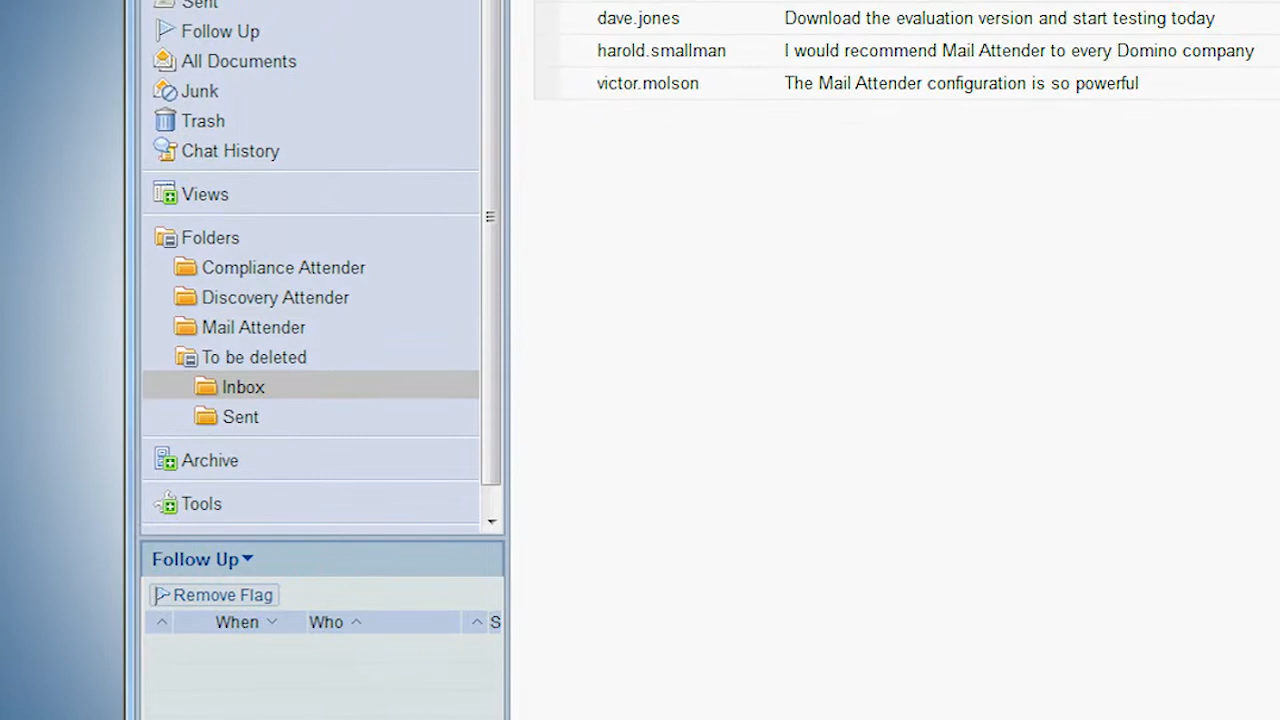 Sent
Follow Up
All Documents
Junk
Trash
Chat History
Views
Folders
Compliance Attender
Discovery Attender
Mail Attender
To be deleted
Inbox
Sent
Archive
Tools
Follow Up
Remove Flag
When Who S
dave.jones Download the evaluation version and start testing today
harold.smallman I would recommend Mail Attender to every Domino company
victor.molson The Mail Attender configuration is so powerful